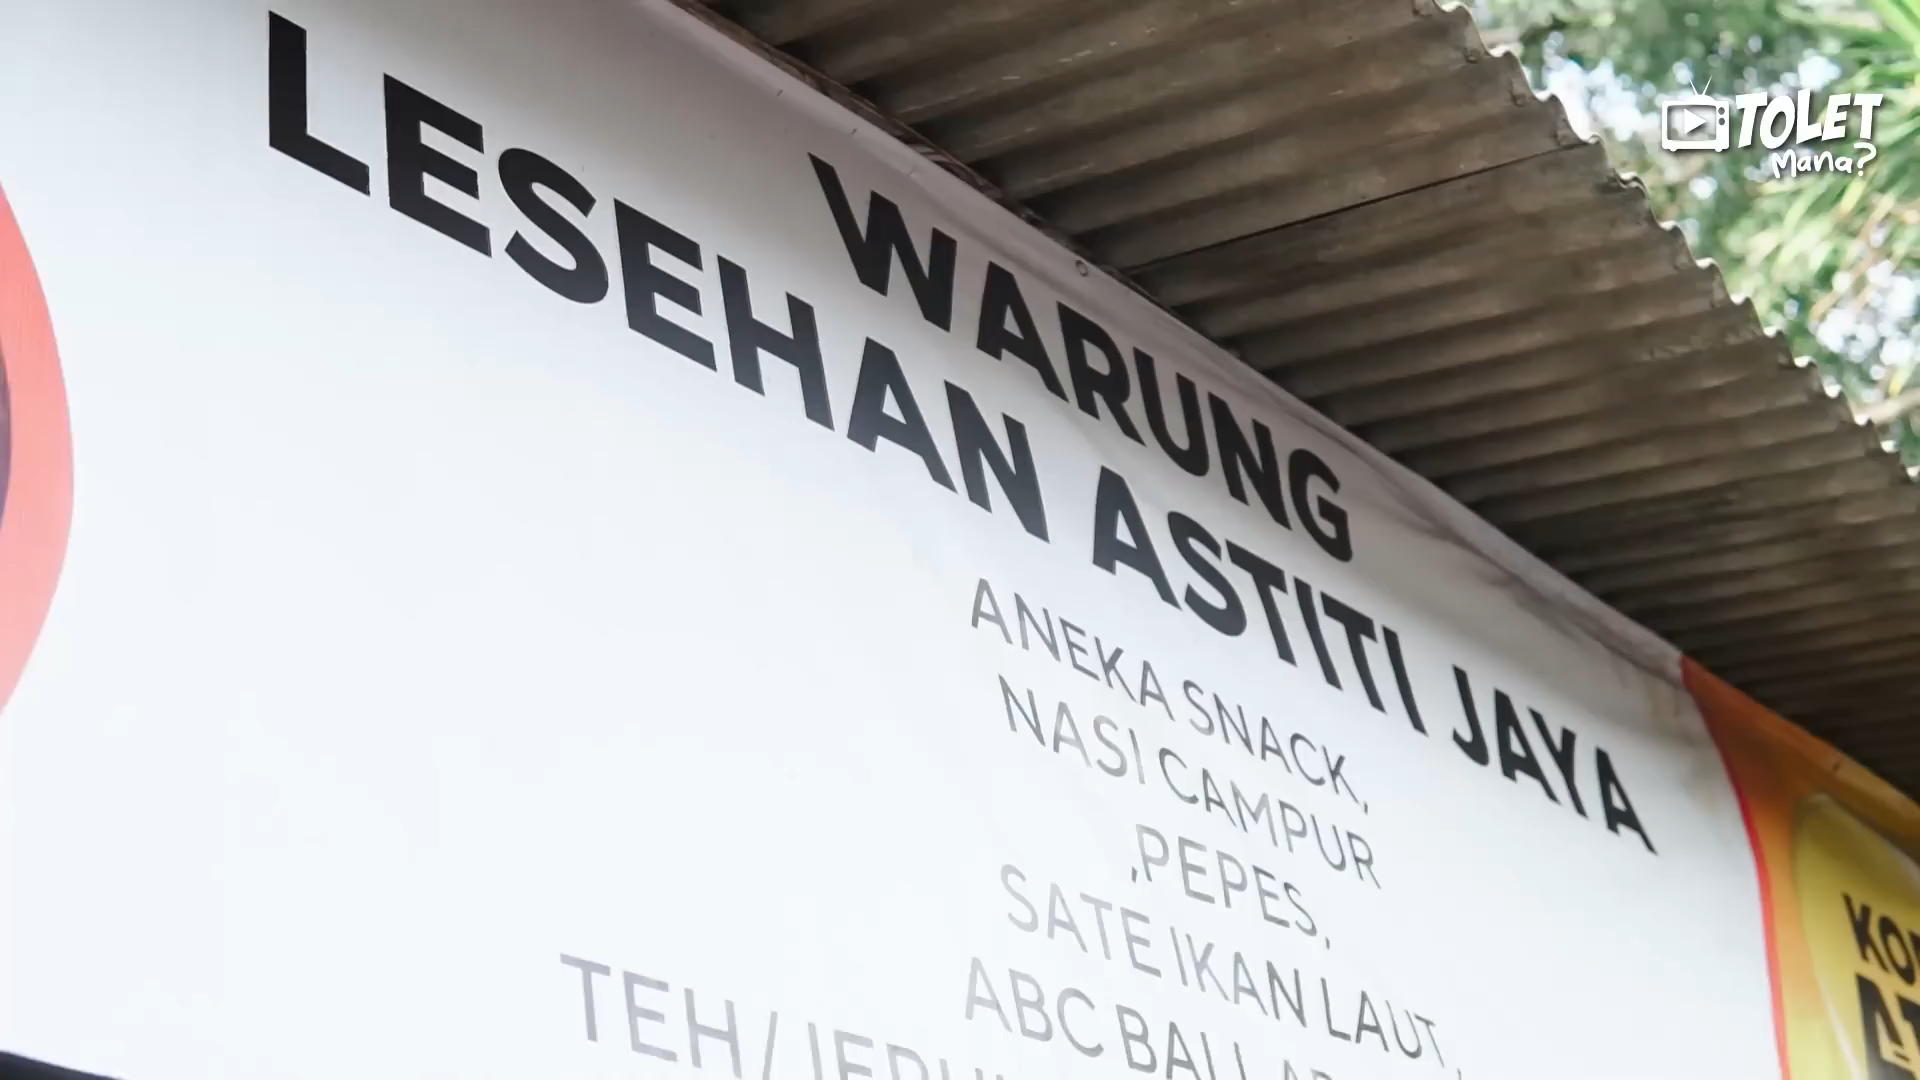 WARUNG
LESEHAN ASTITI JAYA
ANEKA SNACK,
NASI CAMPUR
,PEPES,
SATE IKAN LAUT,
ABC
TEH/
TOLET
Mana?